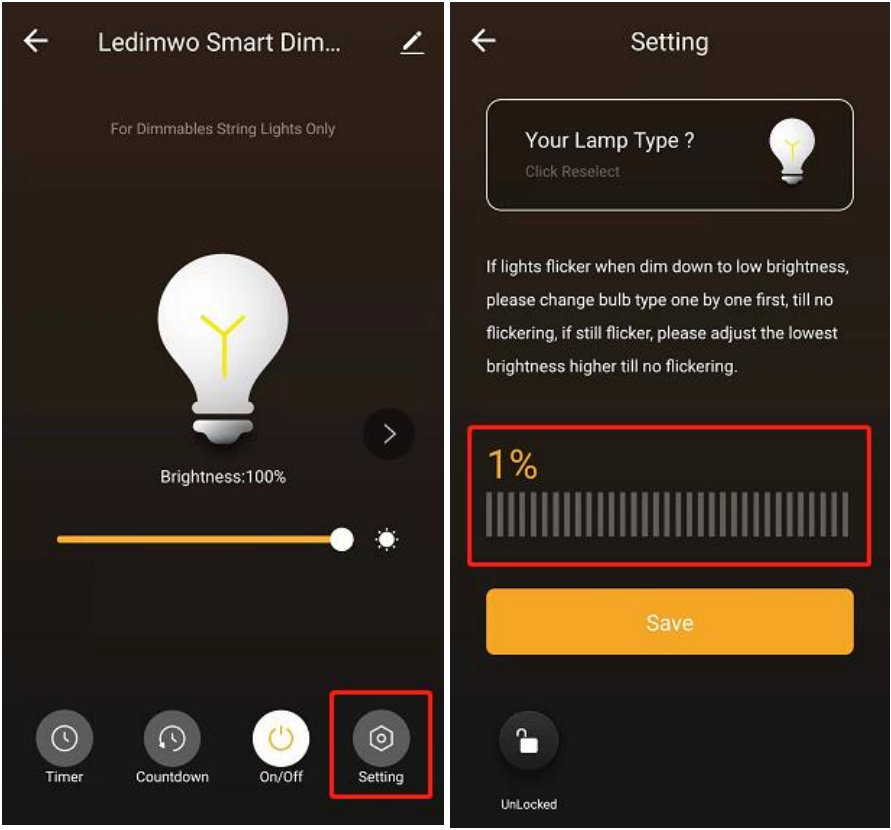 Ledimwo Smart Dim...
For Dimmables String Lights Only
Brightness:100%
Timer
Countdown
On/Off
Setting
Setting
Your Lamp Type ?
Click Reselect
If lights flicker when dim down to low brightness,
please change bulb type one by one first, till no
flickering, if still flicker, please adjust the lowest
brightness higher till no flickering.
1%
Save
UnLocked